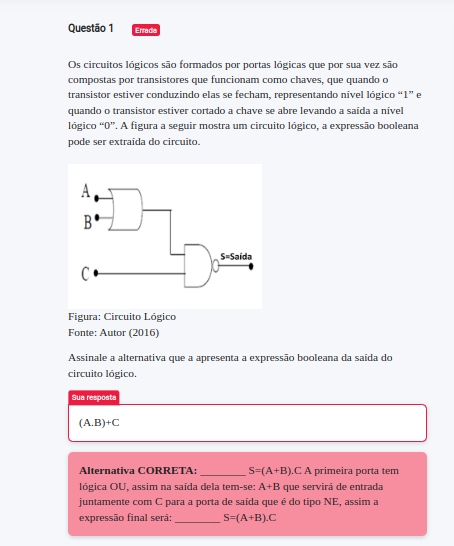 Questão 1 Errada
Os circuitos lógicos são formados por portas lógicas que por sua vez são
compostas por transistores que funcionam como chaves, que quando o
transistor estiver conduzindo elas se fecham, representando nível lógico “1” e
quando o transistor estiver cortado a chave se abre levando a saída a nível
lógico “0”. A figura a seguir mostra um circuito lógico, a expressão booleana
pode ser extraída do circuito.
A
B
S=Saída
C
Figura: Circuito Lógico
Fonte: Autor (2016)
Assinale a alternativa que a apresenta a expressão booleana da saída do
circuito lógico.
Sua resposta
(A.B)+C
Alternativa CORRETA: ________ S=(A+B).C A primeira porta tem
lógica OU, assim na saída dela tem-se: A+B que servirá de entrada
juntamente com C para a porta de saída que é do tipo NE, assim a
expressão final será: ________ S=(A+B).C